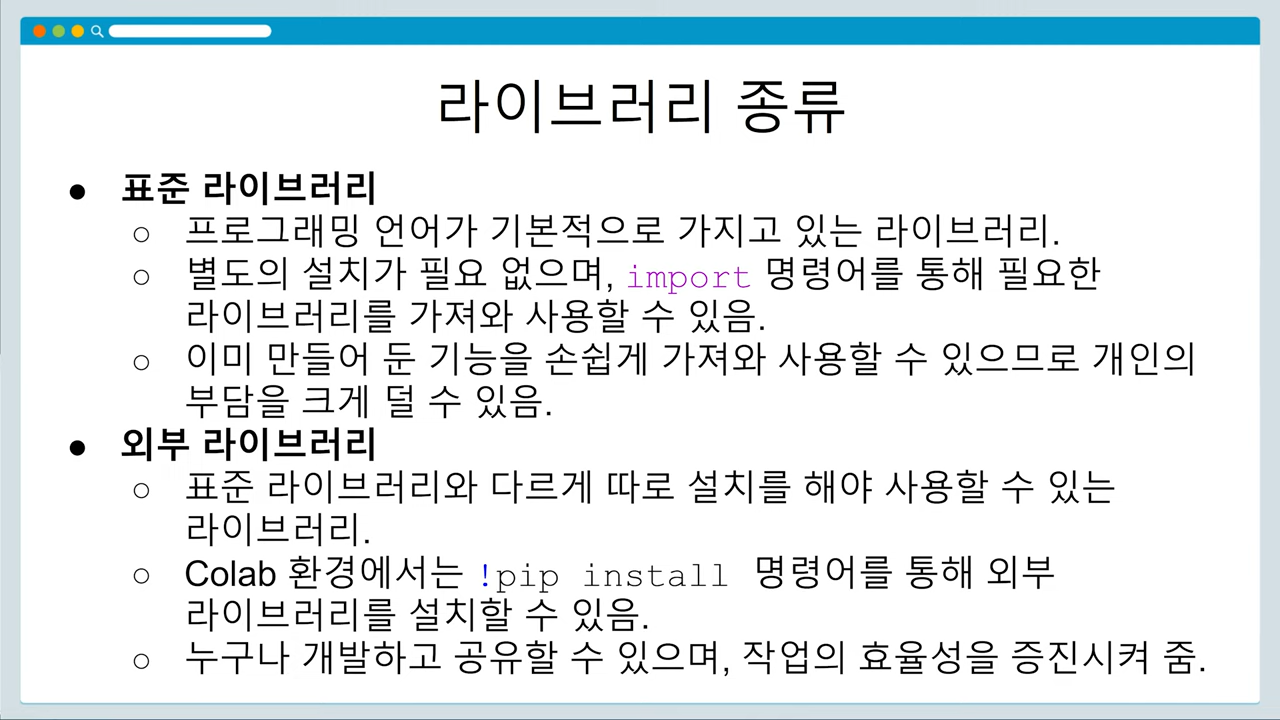 라이브러리 종류
● 표준 라이브러리
○ 프로그래밍 언어가 기본적으로 가지고 있는 라이브러리.
○ 별도의 설치가 필요 없으며, import 명령어를 통해 필요한
라이브러리를 가져와 사용할 수 있음.
○ 이미 만들어 둔 기능을 손쉽게 가져와 사용할 수 있으므로 개인의
부담을 크게 덜 수 있음.
● 외부 라이브러리
○ 표준 라이브러리와 다르게 따로 설치를 해야 사용할 수 있는
라이브러리.
○ Colab 환경에서는 !pip install 명령어를 통해 외부
라이브러리를 설치할 수 있음.
○ 누구나 개발하고 공유할 수 있으며, 작업의 효율성을 증진시켜 줌.